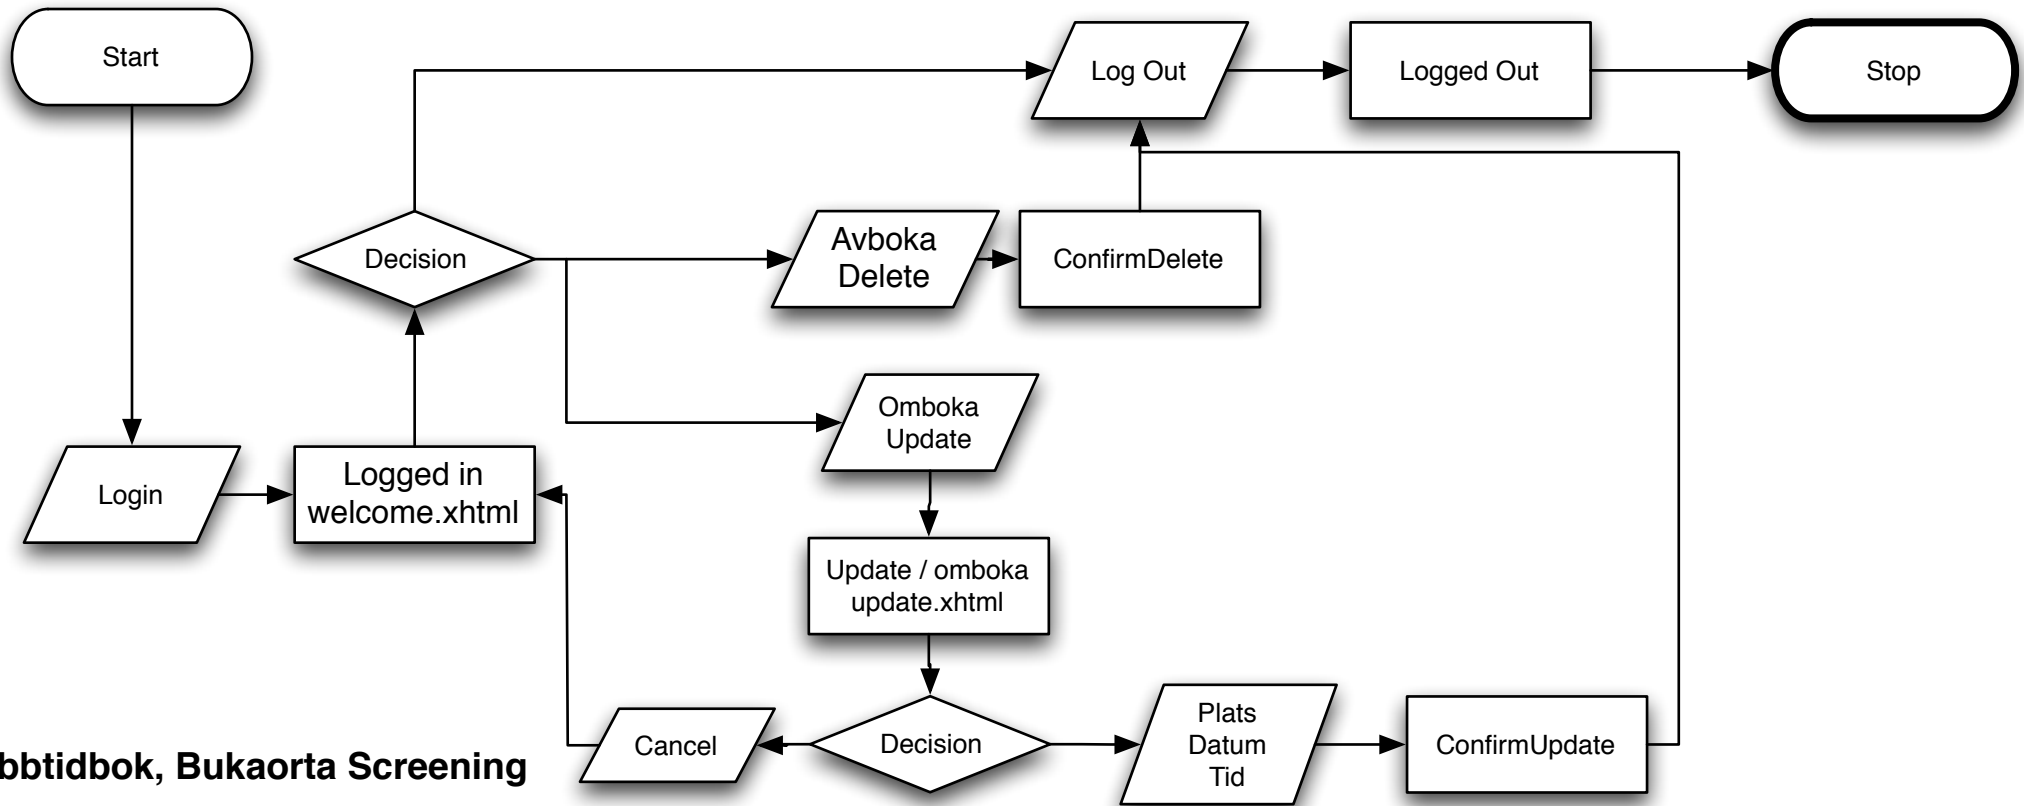 Start
Log Out
Logged Out
Stop
Decision
Avboka
Delete
ConfirmDelete
Omboka
Update
Login
Logged in
welcome.xhtml
Update / omboka
update.xhtml
Cancel
Decision
Plats
Datum
Tid
ConfirmUpdate
bbtidbok, Bukaorta Screening